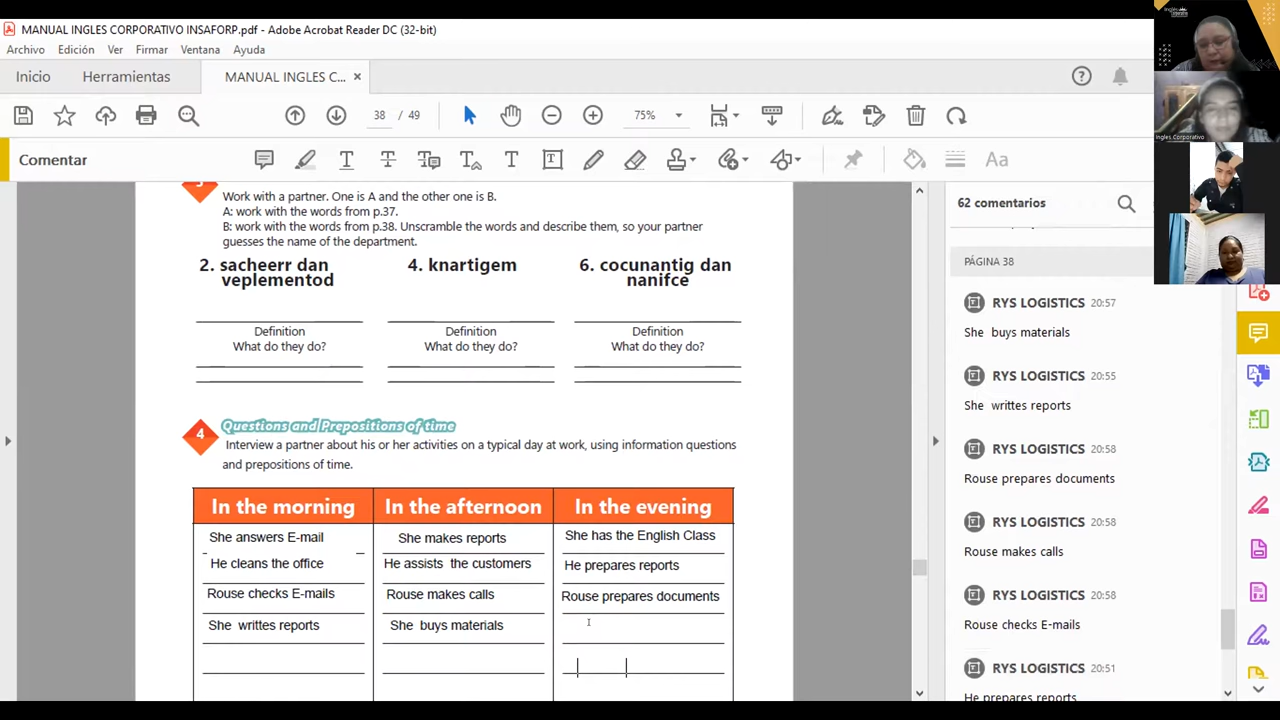 MANUAL INGLES CORPORATIVO INSAFORP.pdf - Adobe Acrobat Reader DC (32-bit)
Archivo Edición Ver Firmar Ventana Ayuda
Inicio Herramientas MANUAL INGLES C... ×
38 / 49 75%
Comentar
3
Work with a partner. One is A and the other one is B.
A: work with the words from p.37.
B: work with the words from p.38. Unscramble the words and describe them, so your partner
guesses the name of the department.
2. sacheerr dan
veplementod
4. knartigem
6. cocunantig dan
nanifce
Definition
What do they do?
Definition
What do they do?
Definition
What do they do?
4
Questions and Prepositions of time
Interview a partner about his or her activities on a typical day at work, using information questions
and prepositions of time.
In the morning In the afternoon In the evening
She answers E-mail She makes reports She has the English Class
He cleans the office He assists the customers He prepares reports
Rouse checks E-mails Rouse makes calls Rouse prepares documents
She writtes reports She buys materials
62 comentarios
PÁGINA 38
RYS LOGISTICS 20:57
She buys materials
RYS LOGISTICS 20:55
She writtes reports
RYS LOGISTICS 20:58
Rouse prepares documents
RYS LOGISTICS 20:58
Rouse makes calls
RYS LOGISTICS 20:58
Rouse checks E-mails
RYS LOGISTICS 20:51
He prepares reports
Ingles Corporativo